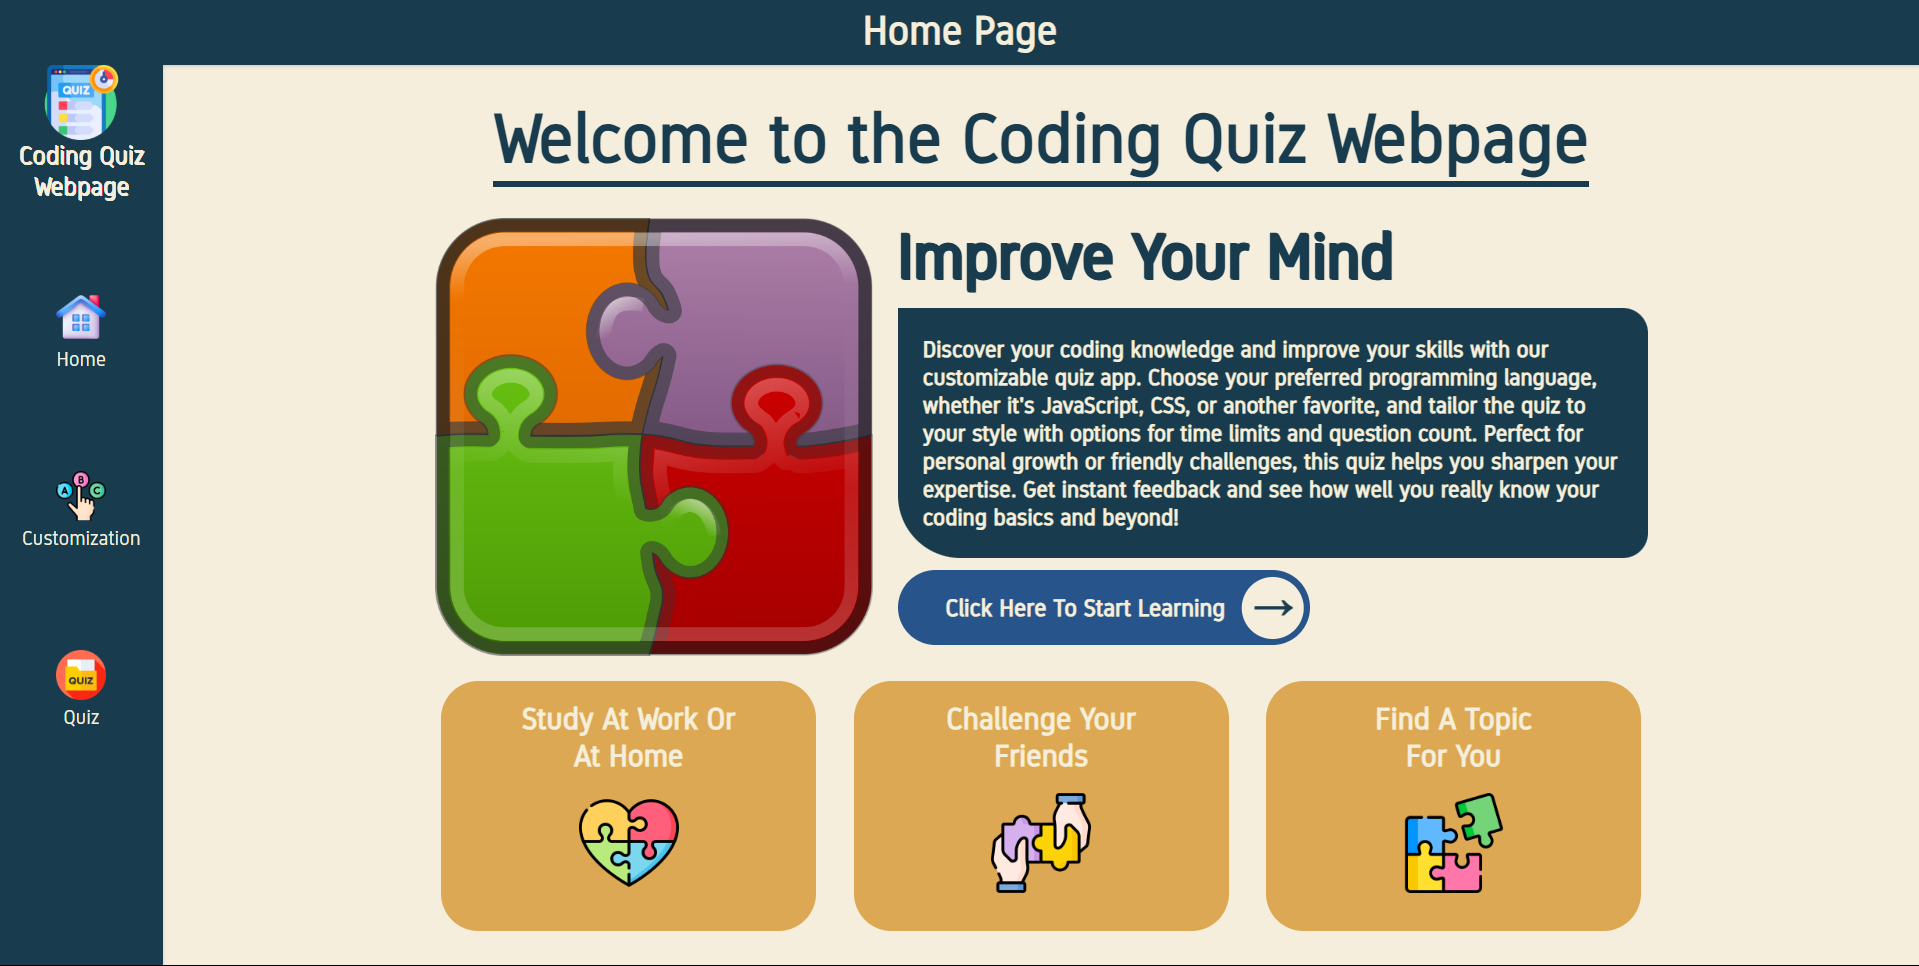 Home Page
QUIZ
Coding Quiz
Webpage
Home
A
B
C
Customization
QUIZ
Quiz
Welcome to the Coding Quiz Webpage
Improve Your Mind
Discover your coding knowledge and improve your skills with our
customizable quiz app. Choose your preferred programming language,
whether it's JavaScript, CSS, or another favorite, and tailor the quiz to
your style with options for time limits and question count. Perfect for
personal growth or friendly challenges, this quiz helps you sharpen your
expertise. Get instant feedback and see how well you really know your
coding basics and beyond!
Click Here To Start Learning
Study At Work Or
At Home
Challenge Your
Friends
Find A Topic
For You